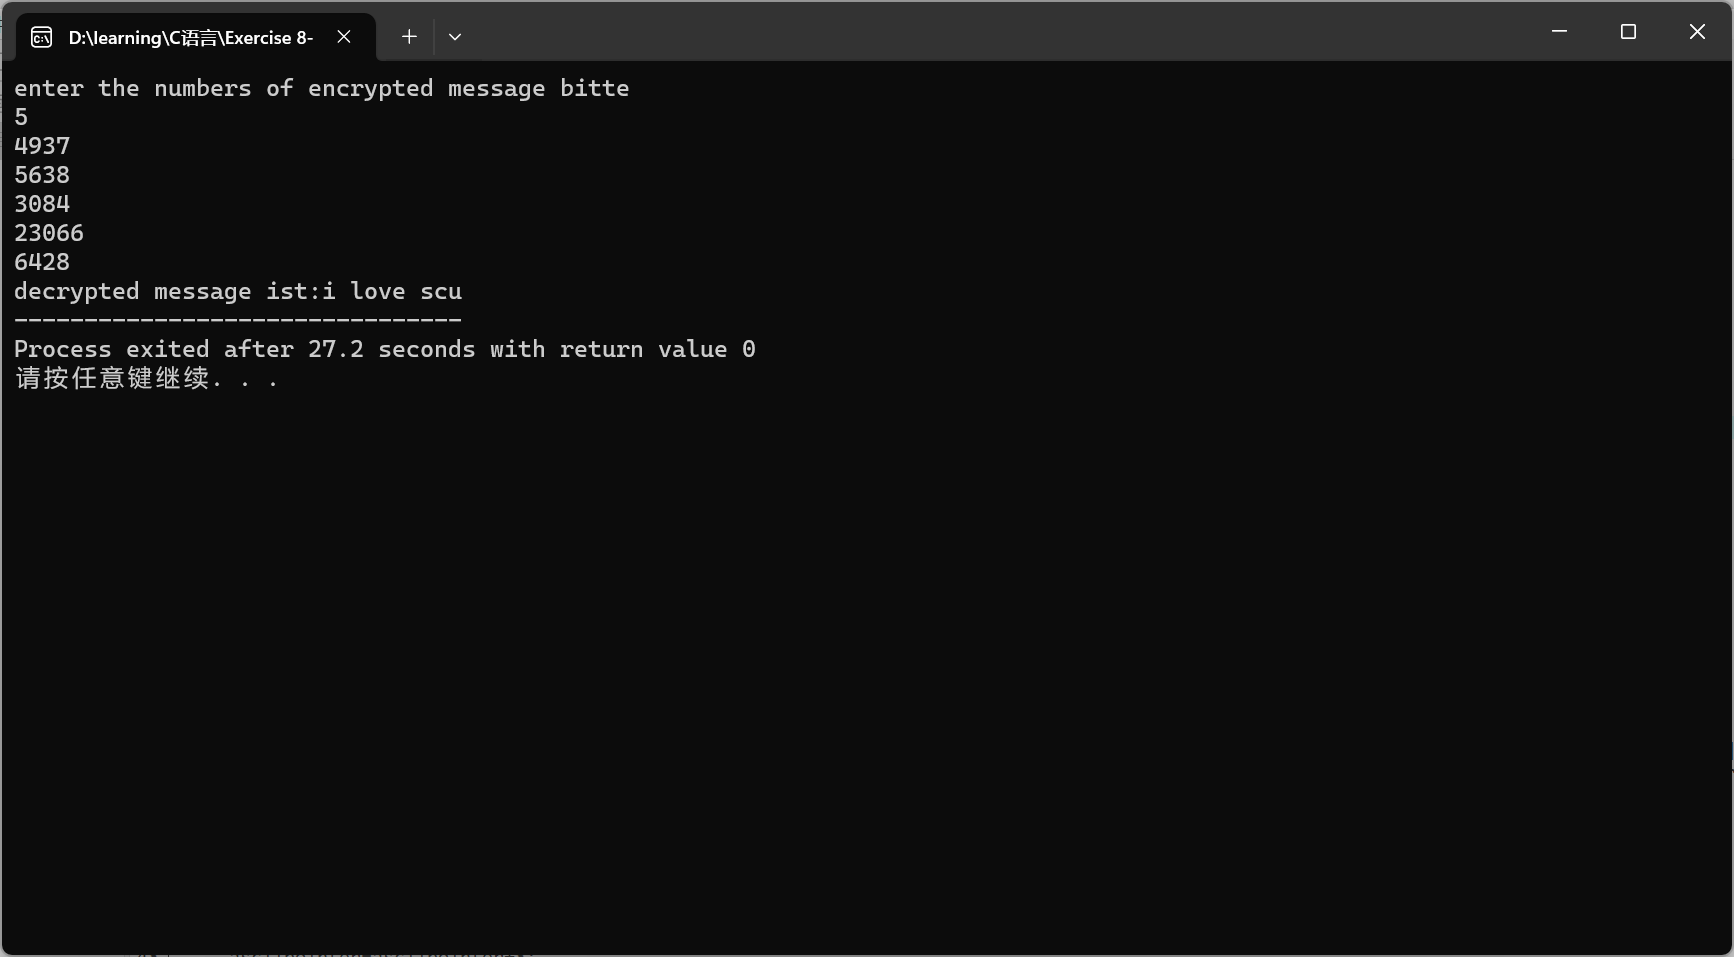 D:\learning\C语言\Exercise 8-
enter the numbers of encrypted message bitte
5
4937
5638
3084
23066
6428
decrypted message ist:i love scu
--------------------------------
Process exited after 27.2 seconds with return value 0
请按任意键继续. . .